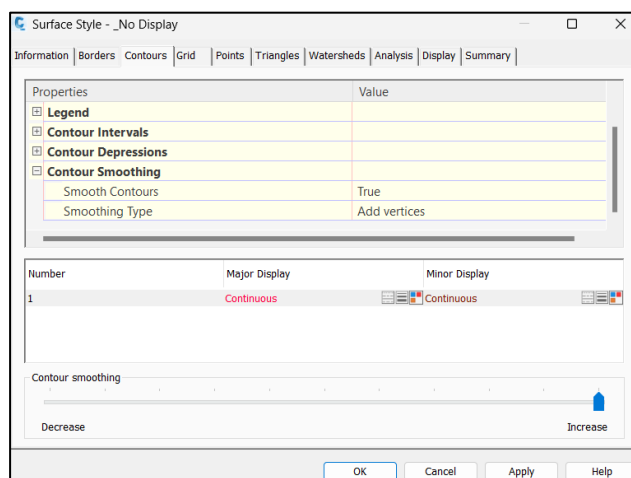 Surface Style - _No Display
Information Borders Contours Grid Points Triangles Watersheds Analysis Display Summary
Properties Value
Legend
Contour Intervals
Contour Depressions
Contour Smoothing
Smooth Contours True
Smoothing Type Add vertices
Number Major Display Minor Display
1 Continuous Continuous
Contour smoothing
Decrease Increase
OK Cancel Apply Help